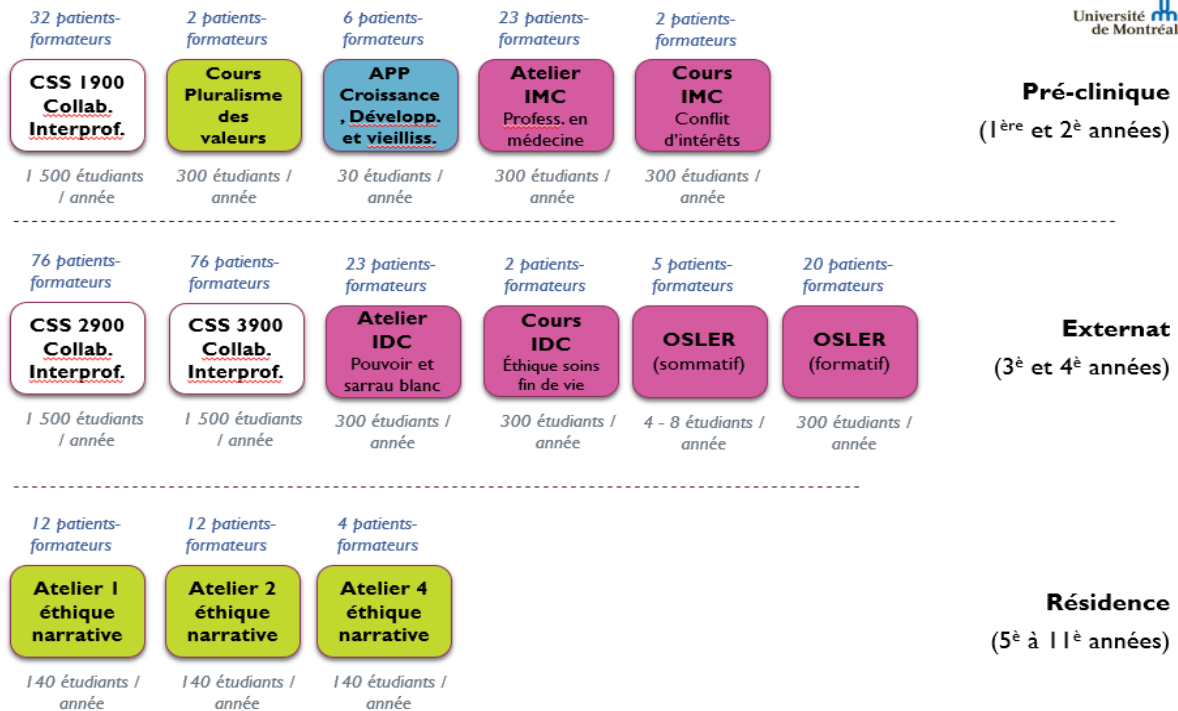 32 patients-
formateurs
2 patients-
formateurs
6 patients-
formateurs
23 patients-
formateurs
2 patients-
formateurs
Université
de Montréal
CSS 1900
Collab.
Interprof.
Cours
Pluralisme
des
valeurs
APP
Croissance
, Développ.
et vieilliss.
Atelier
IMC
Profess. en
médecine
Cours
IMC
Conflit
d'intérêts
Pré-clinique
(1ère et 2è années)
1 500 étudiants
/ année
300 étudiants /
année
30 étudiants /
année
300 étudiants /
année
300 étudiants /
année
76 patients-
formateurs
76 patients-
formateurs
23 patients-
formateurs
2 patients-
formateurs
5 patients-
formateurs
20 patients-
formateurs
CSS 2900
Collab.
Interprof.
CSS 3900
Collab.
Interprof.
Atelier
IDC
Pouvoir et
sarrau blanc
Cours
IDC
Éthique soins
fin de vie
OSLER
(sommatif)
OSLER
(formatif)
Externat
(3è et 4è années)
1 500 étudiants
/ année
1 500 étudiants
/ année
300 étudiants /
année
300 étudiants /
année
4 - 8 étudiants /
année
300 étudiants /
année
12 patients-
formateurs
12 patients-
formateurs
4 patients-
formateurs
Atelier 1
éthique
narrative
Atelier 2
éthique
narrative
Atelier 4
éthique
narrative
Résidence
(5è à 11è années)
140 étudiants /
année
140 étudiants /
année
140 étudiants /
année